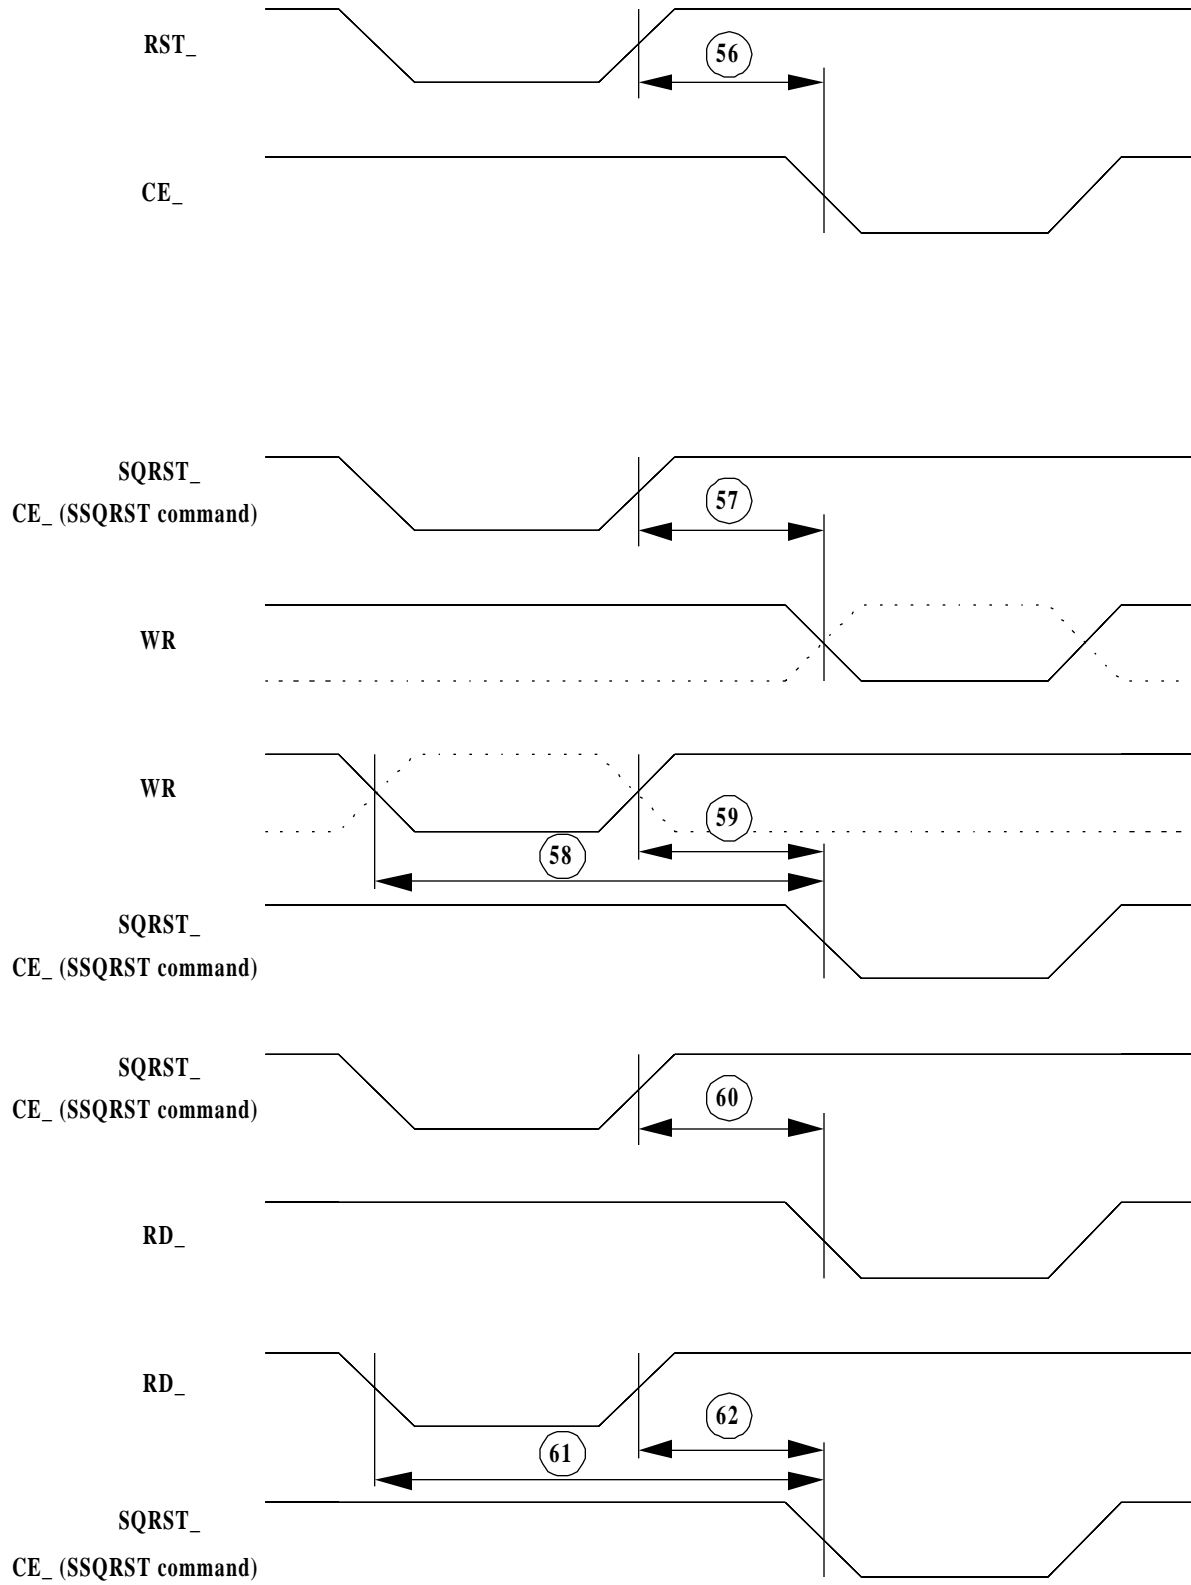 RST_
56
CE_
SQRST_
57
CE_ (SSQRST command)
WR
WR
59
58
SQRST_
CE_ (SSQRST command)
SQRST_
60
CE_ (SSQRST command)
RD_
RD_
62
61
SQRST_
CE_ (SSQRST command)